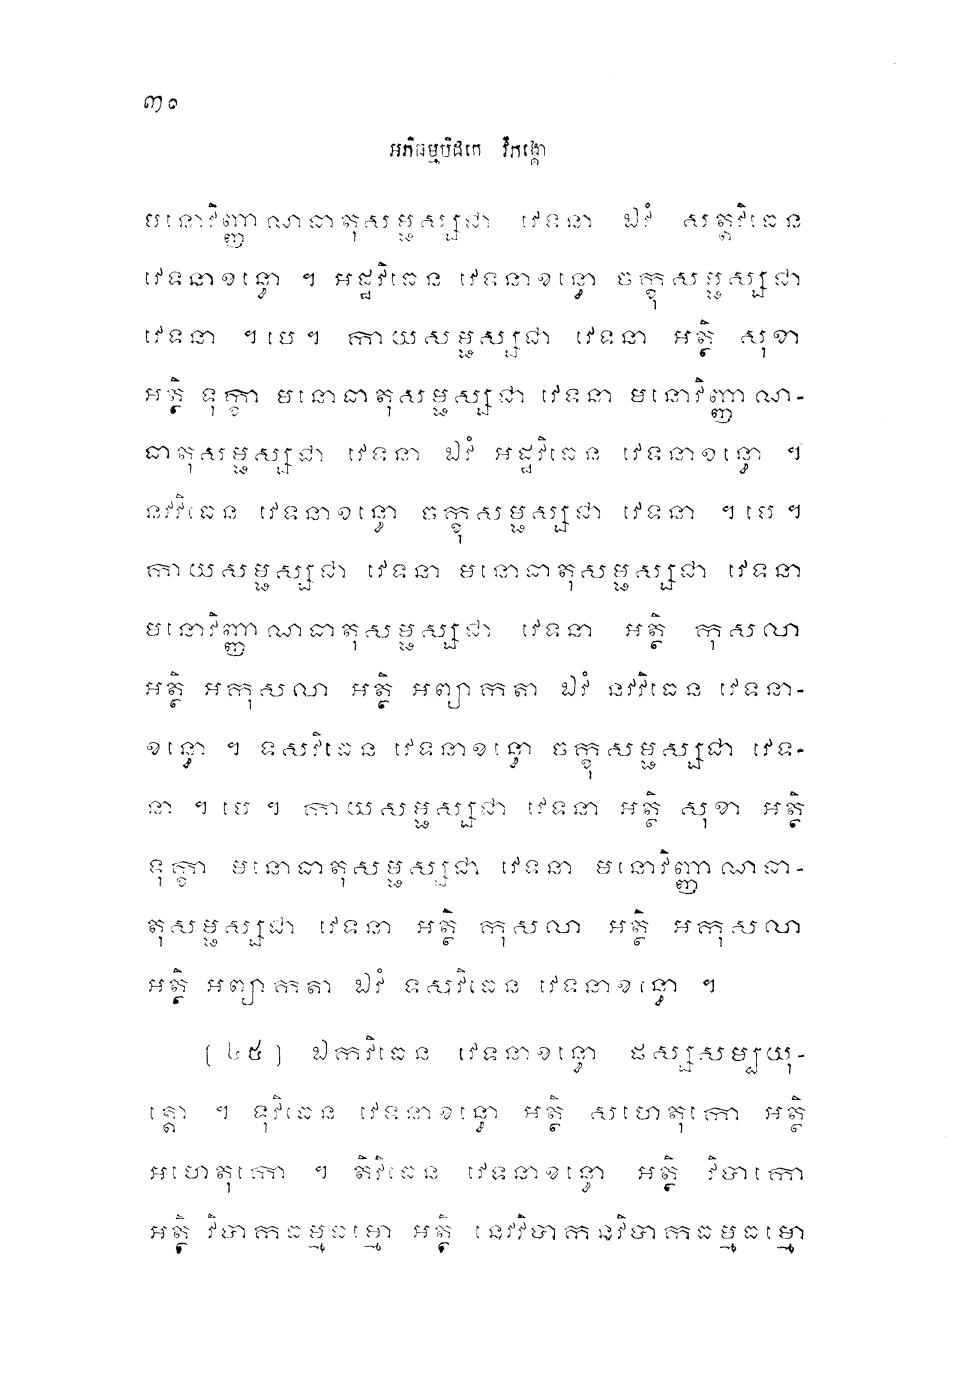 ៣០
អភិធម្មបិដកេ វិភង្គោ
មនោវិញ្ញាណធាតុសម្ផស្សជា វេទនា ឯវំ សត្តវិធេន
វេទនាខន្ធោ ។ អដ្ឋវិធេន វេទនាខន្ធោ ចក្ខុសម្ផស្សជា
វេទនា ។បេ។ កាយសម្ផស្សជា វេទនា អត្ថិ សុខា
អត្ថិ ទុក្ខា មនោធាតុសម្ផស្សជា វេទនា មនោវិញ្ញាណ-
ធាតុសម្ផស្សជា វេទនា ឯវំ អដ្ឋវិធេន វេទនាខន្ធោ ។
នវវិធេន វេទនាខន្ធោ ចក្ខុសម្ផស្សជា វេទនា ។បេ។
កាយសម្ផស្សជា វេទនា មនោធាតុសម្ផស្សជា វេទនា
មនោវិញ្ញាណធាតុសម្ផស្សជា វេទនា អត្ថិ កុសលា
អត្ថិ អកុសលា អត្ថិ អព្យាកតា ឯវំ នវវិធេន វេទនា-
ខន្ធោ ។ ទសវិធេន វេទនាខន្ធោ ចក្ខុសម្ផស្សជា វេទ-
នា ។បេ។ កាយសម្ផស្សជា វេទនា អត្ថិ សុខា អត្ថិ
ទុក្ខា មនោធាតុសម្ផស្សជា វេទនា មនោវិញ្ញាណធា-
តុសម្ផស្សជា វេទនា អត្ថិ កុសលា អត្ថិ អកុសលា
អត្ថិ អព្យាកតា ឯវំ ទសវិធេន វេទនាខន្ធោ ។
(៤៥) ឯកវិធេន វេទនាខន្ធោ ផស្សសម្បយុ-
ត្តោ ។ ទុវិធេន វេទនាខន្ធោ អត្ថិ សហេតុកោ អត្ថិ
អហេតុកោ ។ តិវិធេន វេទនាខន្ធោ អត្ថិ វិបាកោ
អត្ថិ វិបាកធម្មធម្មោ អត្ថិ នេវវិបាកនវិបាកធម្មធម្មោ